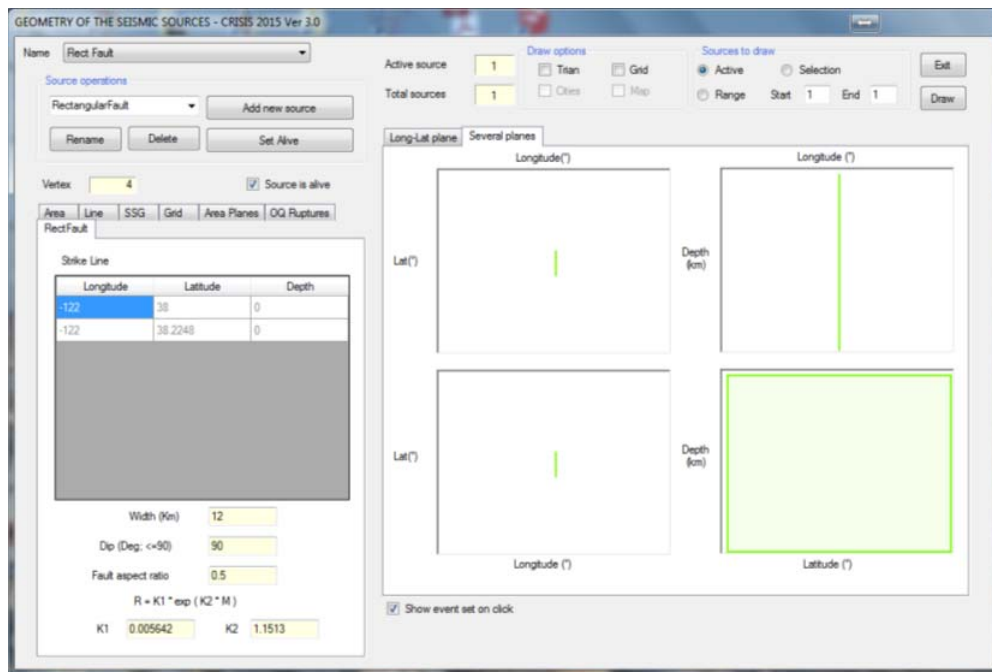 GEOMETRY OF THE SEISMIC SOURCES - CRISIS 2015 Ver 3.0
Name Rect Fault
Source operations
RectangularFault Add new source
Rename Delete Set Alive
Vertex 4 Source is alive
Area Line SSG Grid Area Planes OQ Ruptures
RectFault
Strike Line
Longitude Latitude Depth
-122 38 0
-122 38.2248 0
Width (Km) 12
Dip (Deg; <=90) 90
Fault aspect ratio 0.5
R = K1 * exp ( K2 * M )
K1 0.005642 K2 1.1513
Active source 1
Total sources 1
Draw options
Trian Grid
Cities Map
Sources to draw
Active Selection
Range Start 1 End 1
Exit
Draw
Long-Lat plane Several planes
Longitude(°) Longitude (°)
Lat(°) Depth
(km)
Lat(°) Depth
(km)
Longitude (°) Latitude (°)
Show event set on click